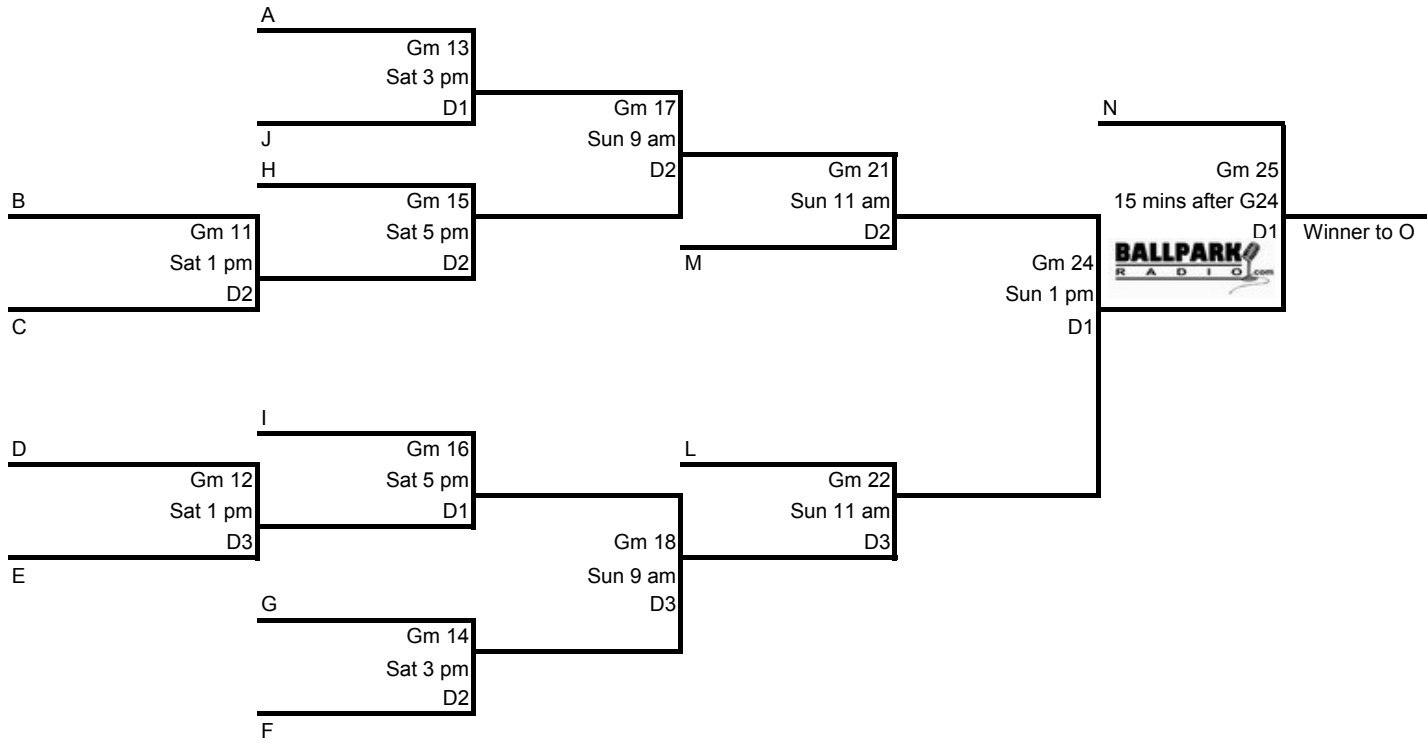 A
Gm 13
Sat 3 pm
D1
J
H
Gm 15
Sat 5 pm
D2
B
Gm 11
Sat 1 pm
D2
C
Gm 17
Sun 9 am
D2
Gm 21
Sun 11 am
D2
M
N
Gm 25
15 mins after G24
D1
BALLPARK
RADIO.com
Winner to O
Gm 24
Sun 1 pm
D1
I
Gm 16
Sat 5 pm
D1
D
Gm 12
Sat 1 pm
D3
E
L
Gm 22
Sun 11 am
D3
Gm 18
Sun 9 am
D3
G
Gm 14
Sat 3 pm
D2
F